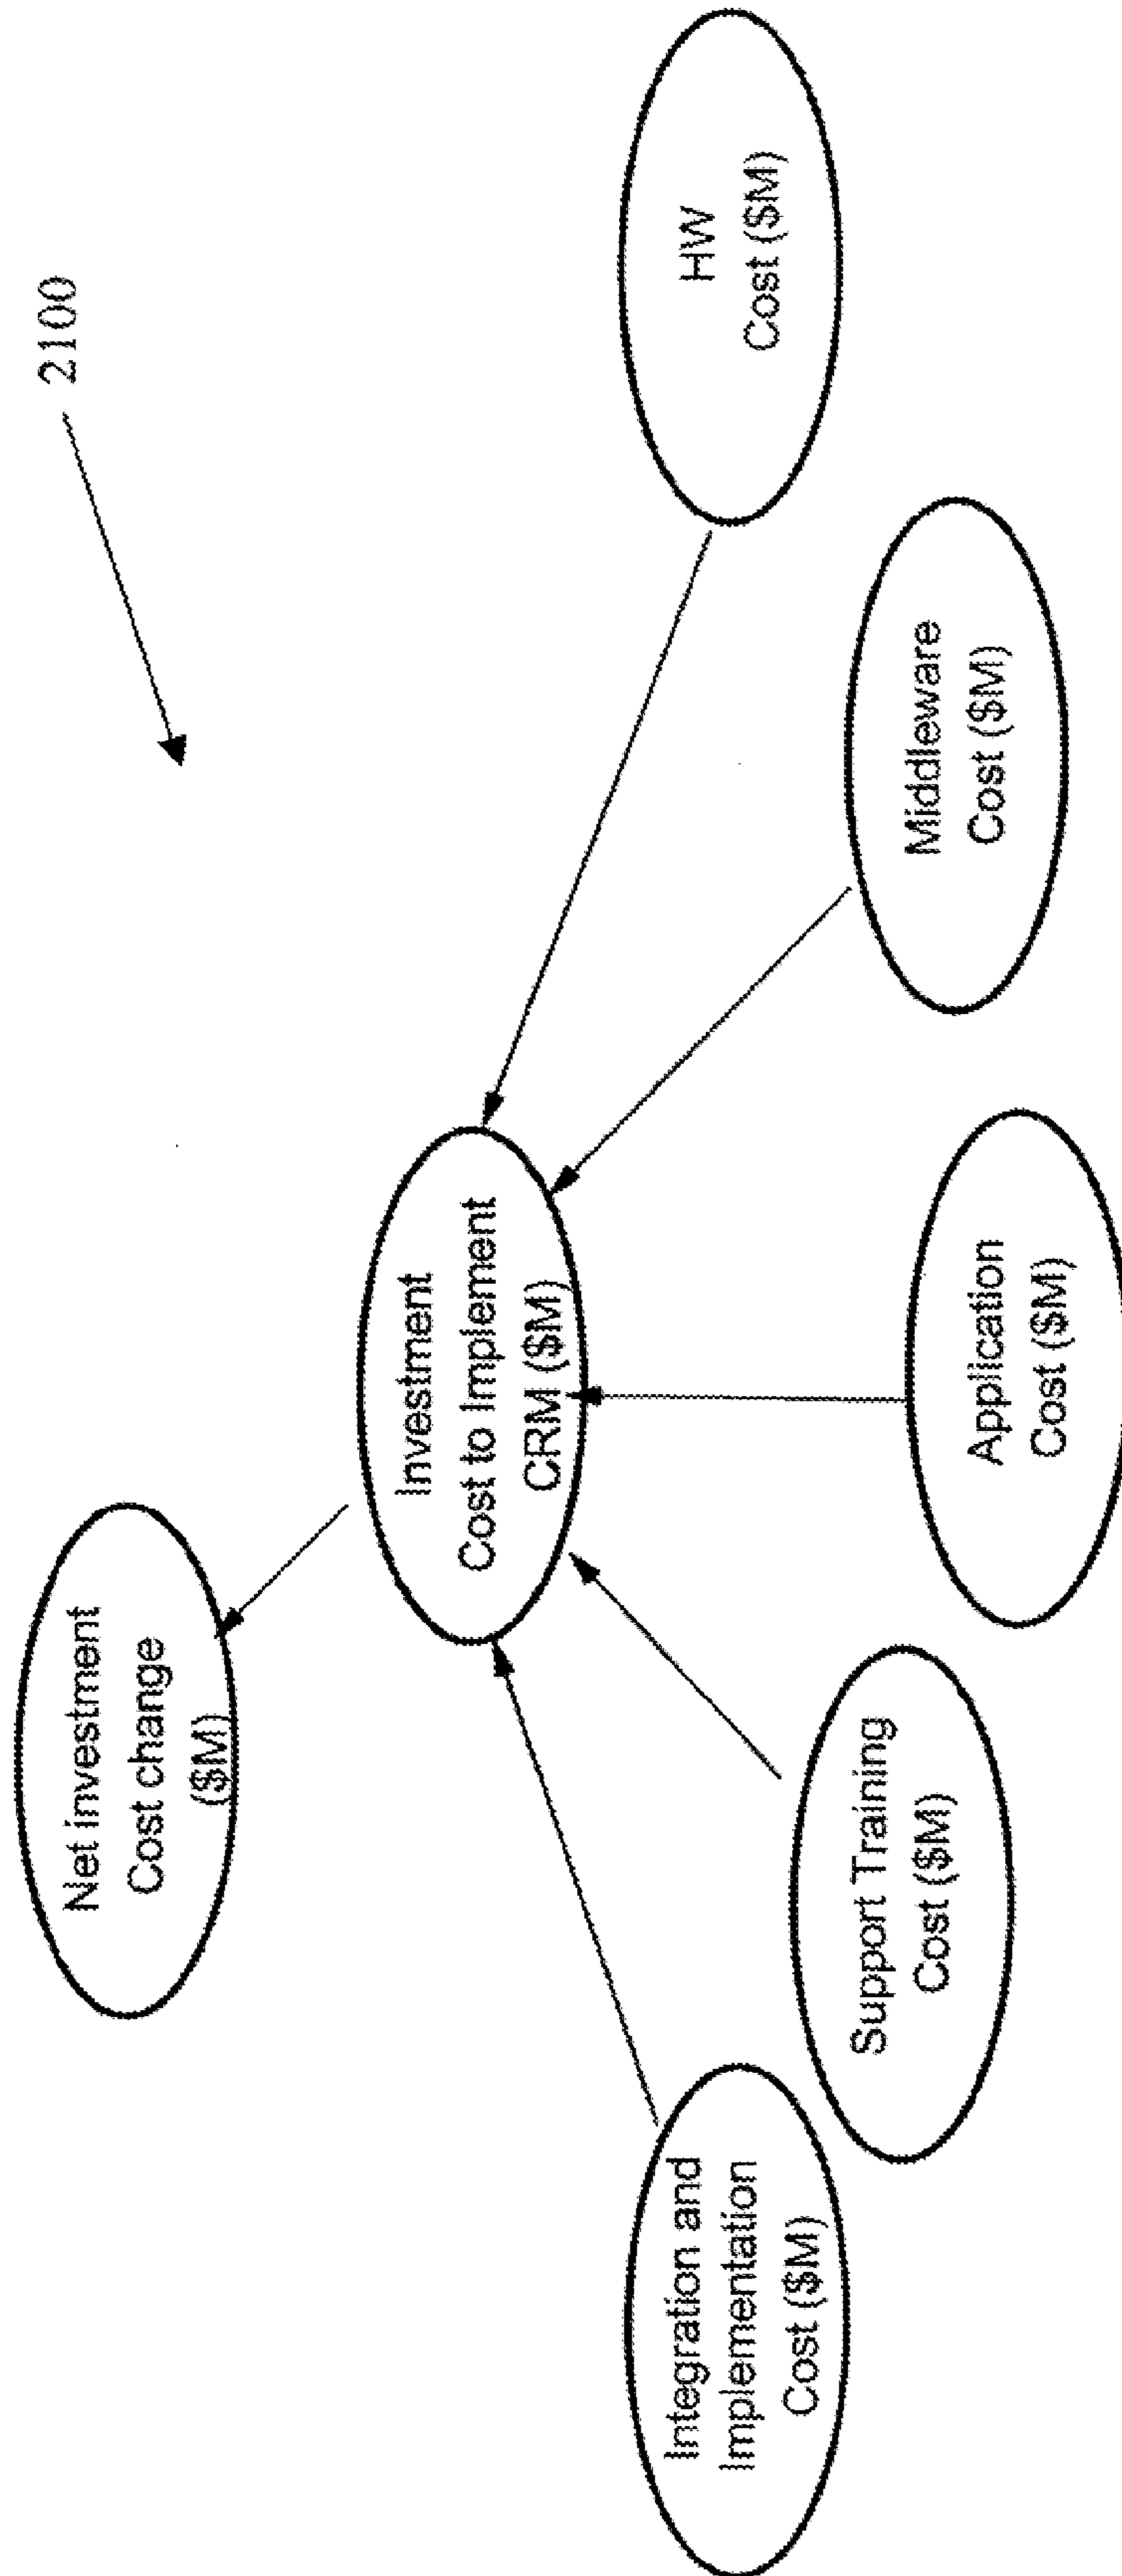 2100
Net investment
Cost change
($M)
Investment
Cost to Implement
CRM ($M)
Integration and
Implementation
Cost ($M)
Support Training
Cost ($M)
Application
Cost ($M)
Middleware
Cost ($M)
HW
Cost ($M)